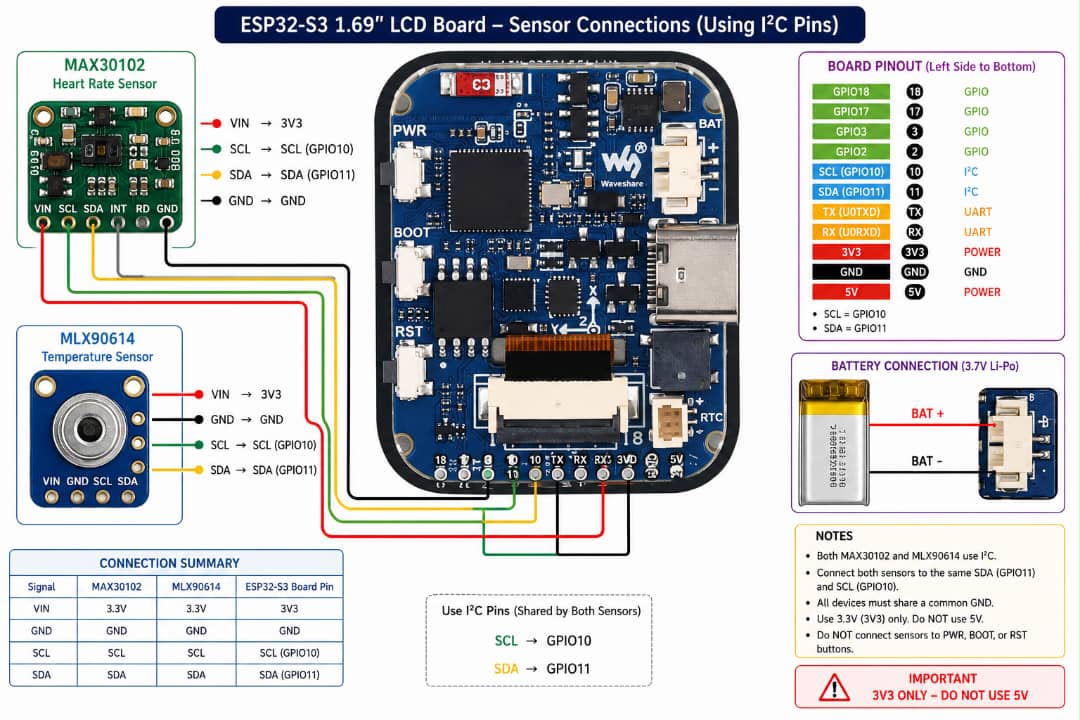 ESP32-S3 1.69" LCD Board – Sensor Connections (Using I²C Pins)
MAX30102
Heart Rate Sensor
VIN SCL SDA INT RD GND
VIN → 3V3
SCL → SCL (GPIO10)
SDA → SDA (GPIO11)
GND → GND
MLX90614
Temperature Sensor
VIN GND SCL SDA
VIN → 3V3
GND → GND
SCL → SCL (GPIO10)
SDA → SDA (GPIO11)
CONNECTION SUMMARY
Signal MAX30102 MLX90614 ESP32-S3 Board Pin
VIN 3.3V 3.3V 3V3
GND GND GND GND
SCL SCL SCL SCL (GPIO10)
SDA SDA SDA SDA (GPIO11)
PWR
BAT
+
–
Waveshare
BOOT
RST
X
Y
2
RTC
18
18 10 10 TX RX 5V
Use I²C Pins (Shared by Both Sensors)
SCL → GPIO10
SDA → GPIO11
BOARD PINOUT (Left Side to Bottom)
GPIO18 18 GPIO
GPIO17 17 GPIO
GPIO3 3 GPIO
GPIO2 2 GPIO
SCL (GPIO10) 10 I²C
SDA (GPIO11) 11 I²C
TX (U0TXD) TX UART
RX (U0RXD) RX UART
3V3 3V3 POWER
GND GND GND
5V 5V POWER
• SCL = GPIO10
• SDA = GPIO11
BATTERY CONNECTION (3.7V Li-Po)
BAT +
BAT -
NOTES
• Both MAX30102 and MLX90614 use I²C.
• Connect both sensors to the same SDA (GPIO11)
and SCL (GPIO10).
• All devices must share a common GND.
• Use 3.3V (3V3) only. Do NOT use 5V.
• Do NOT connect sensors to PWR, BOOT, or RST
buttons.
IMPORTANT
3V3 ONLY – DO NOT USE 5V